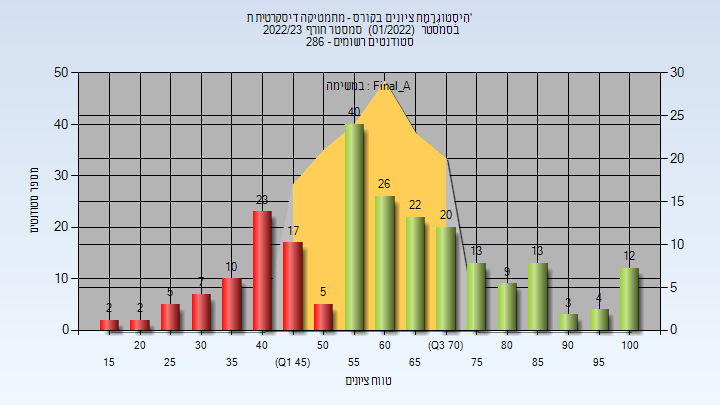 היסטוגרמת ציונים בקורס - מתמטיקה דיסקרטית ת'
בסמסטר (01/2022) סמסטר חורף 2022/23
סטודנטים רשומים - 286
במשימה : Final_A
50 40 30 20 10 0
מספר סטודנטים
30 25 20 15 10 5 0
2 2 5 7 10 23 17 5 40 26 22 20 13 9 13 3 4 12
20 30 40 50 60 (Q3 70) 80 90 100
15 25 35 (Q1 45) 55 65 75 85 95
טווח ציונים